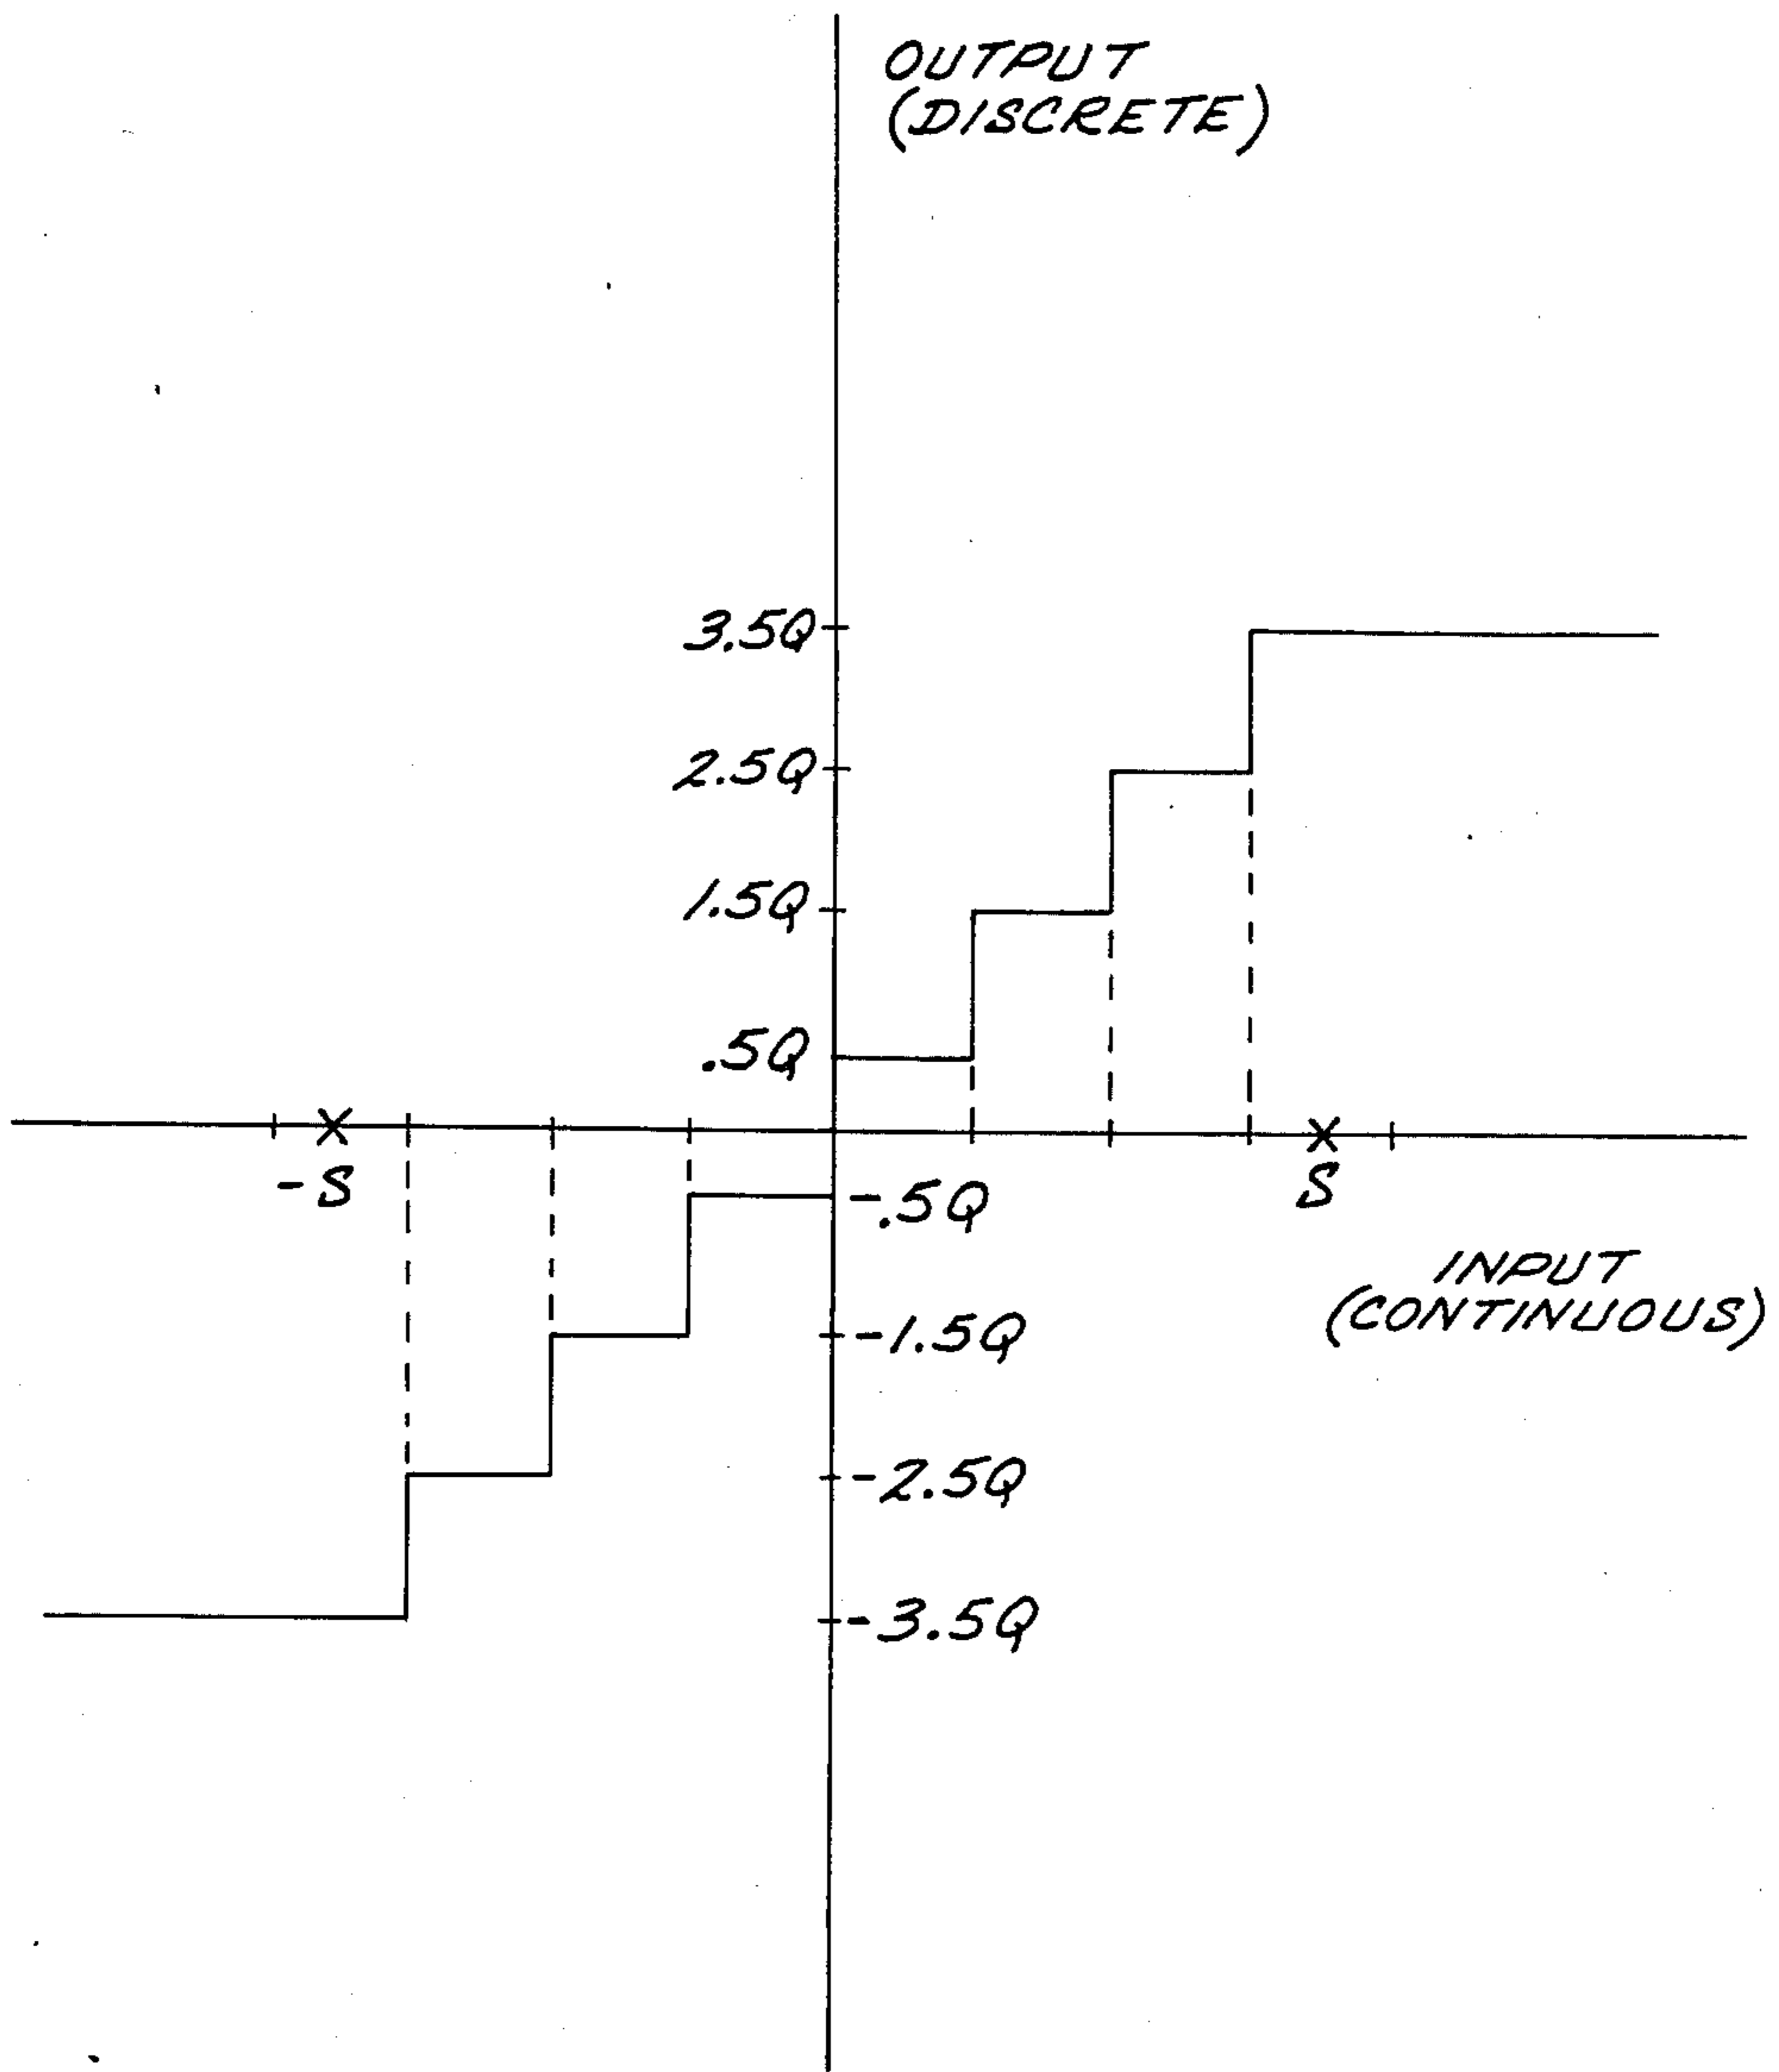 OUTPUT
(DISCRETE)
3.5Q
2.5Q
1.5Q
.5Q
-S
S
-.5Q
INPUT
(CONTINUOUS)
-1.5Q
-2.5Q
-3.5Q